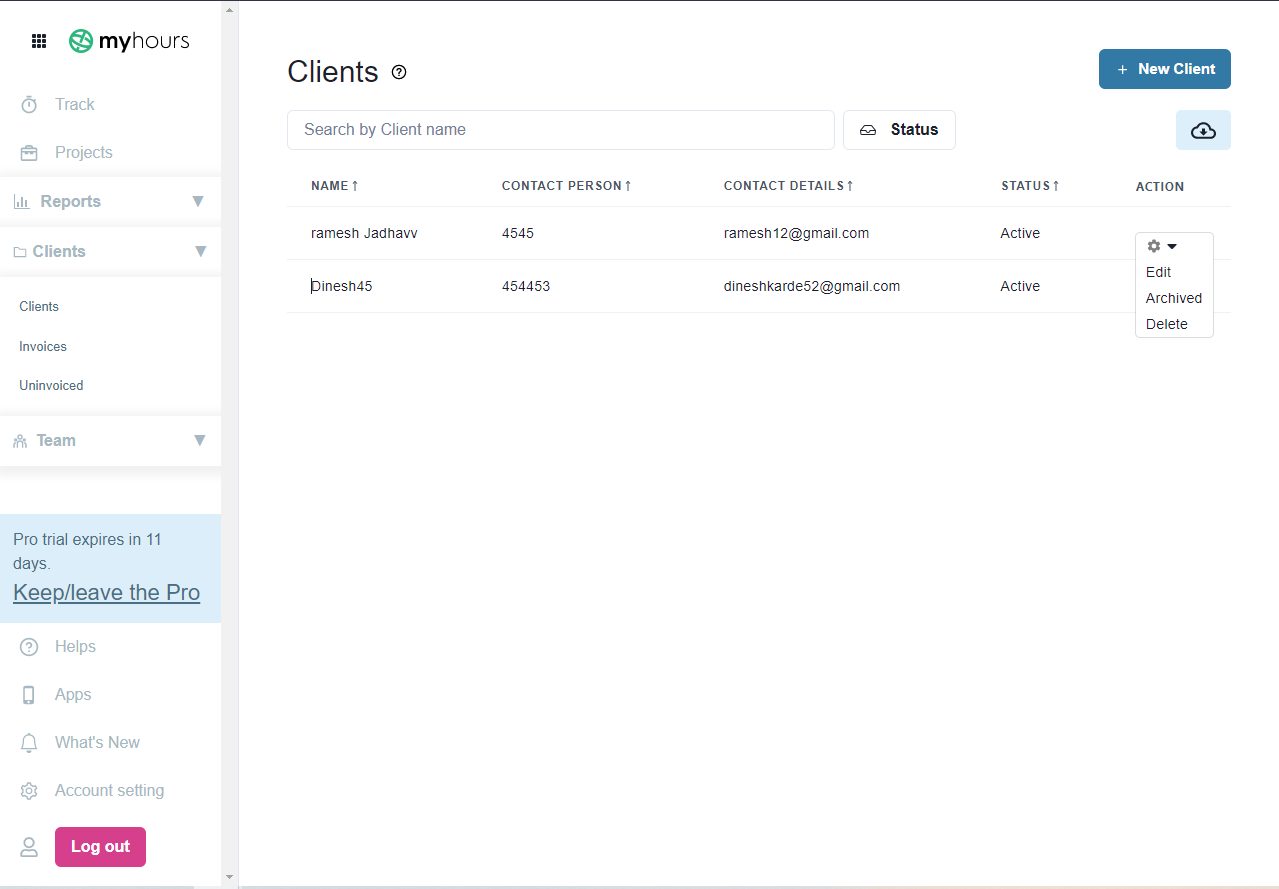 myhours
Track
Projects
Reports ▼
Clients ▼
Clients
Invoices
Uninvoiced
Team ▼
Pro trial expires in 11
days.
Keep/leave the Pro
Helps
Apps
What's New
Account setting
Log out
Clients
+ New Client
Search by Client name
Status
NAME↑ CONTACT PERSON↑ CONTACT DETAILS↑ STATUS↑ ACTION
ramesh Jadhavv 4545 ramesh12@gmail.com Active
Dinesh45 454453 dineshkarde52@gmail.com Active
Edit
Archived
Delete